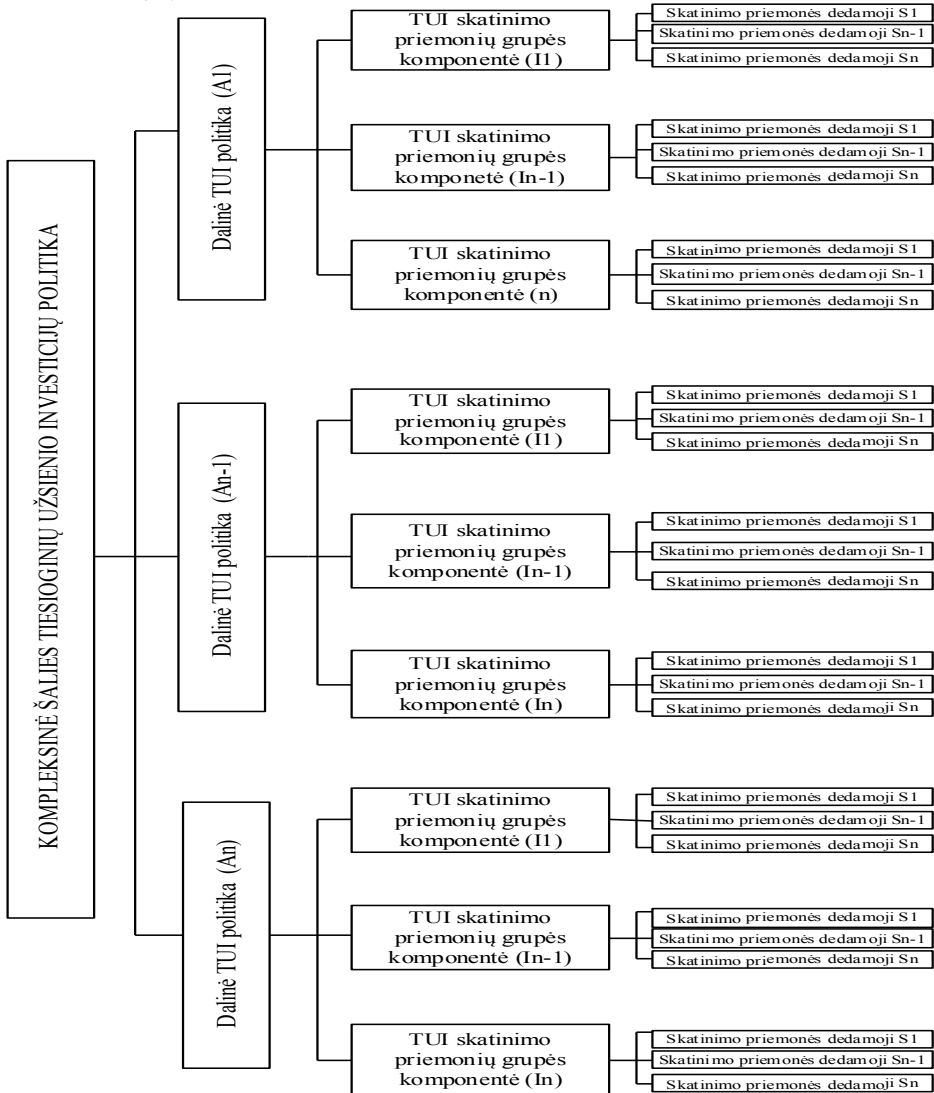 KOMPLEKSINĖ ŠALIES TIESIOGINIŲ UŽSIENIO INVESTICIJŲ POLITIKA
Dalinė TUI politika (A1)
TUI skatinimo
priemonių grupės
komponentė (I1)
Skatinimo priemonės dedamoji S1
Skatinimo priemonės dedamoji Sn-1
Skatinimo priemonės dedamoji Sn
TUI skatinimo
priemonių grupės
komponetė (In-1)
Skatinimo priemonės dedamoji S1
Skatinimo priemonės dedamoji Sn-1
Skatinimo priemonės dedamoji Sn
TUI skatinimo
priemonių grupės
komponentė (n)
Skatinimo priemonės dedamoji S1
Skatinimo priemonės dedamoji Sn-1
Skatinimo priemonės dedamoji Sn
Dalinė TUI politika (An-1)
TUI skatinimo
priemonių grupės
komponentė (I1)
Skatinimo priemonės dedamoji S1
Skatinimo priemonės dedamoji Sn-1
Skatinimo priemonės dedamoji Sn
TUI skatinimo
priemonių grupės
komponentė (In-1)
Skatinimo priemonės dedamoji S1
Skatinimo priemonės dedamoji Sn-1
Skatinimo priemonės dedamoji Sn
TUI skatinimo
priemonių grupės
komponentė (In)
Skatinimo priemonės dedamoji S1
Skatinimo priemonės dedamoji Sn-1
Skatinimo priemonės dedamoji Sn
Dalinė TUI politika (An)
TUI skatinimo
priemonių grupės
komponentė (I1)
Skatinimo priemonės dedamoji S1
Skatinimo priemonės dedamoji Sn-1
Skatinimo priemonės dedamoji Sn
TUI skatinimo
priemonių grupės
komponentė (In-1)
Skatinimo priemonės dedamoji S1
Skatinimo priemonės dedamoji Sn-1
Skatinimo priemonės dedamoji Sn
TUI skatinimo
priemonių grupės
komponentė (In)
Skatinimo priemonės dedamoji S1
Skatinimo priemonės dedamoji Sn-1
Skatinimo priemonės dedamoji Sn